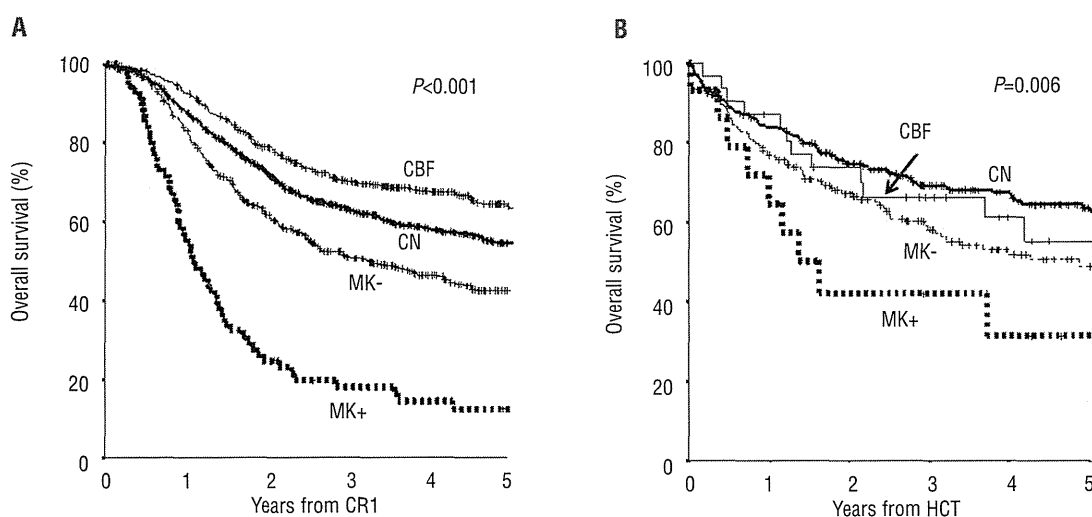 A
Overall survival (%)
100
80
60
40
20
0
P<0.001
CBF
CN
MK-
MK+
0 1 2 3 4 5
Years from CR1
B
Overall survival (%)
100
80
60
40
20
0
P=0.006
CBF
CN
MK-
MK+
0 1 2 3 4 5
Years from HCT